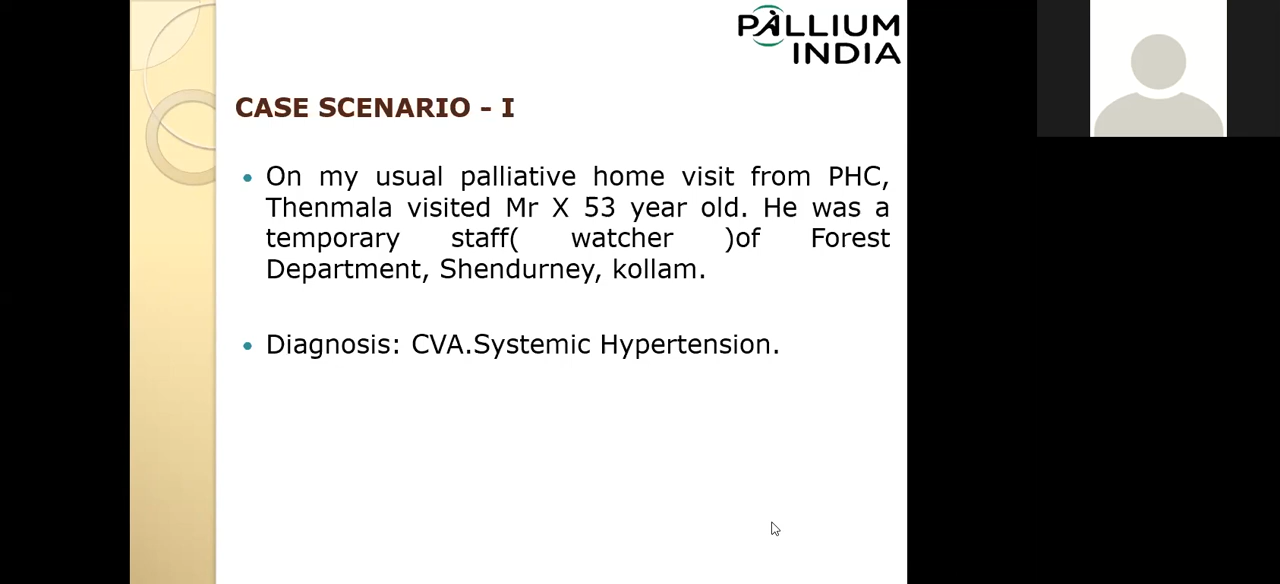 PALLIUM
INDIA
CASE SCENARIO - I
• On my usual palliative home visit from PHC,
Thenmala visited Mr X 53 year old. He was a
temporary staff( watcher )of Forest
Department, Shendurney, kollam.
• Diagnosis: CVA.Systemic Hypertension.